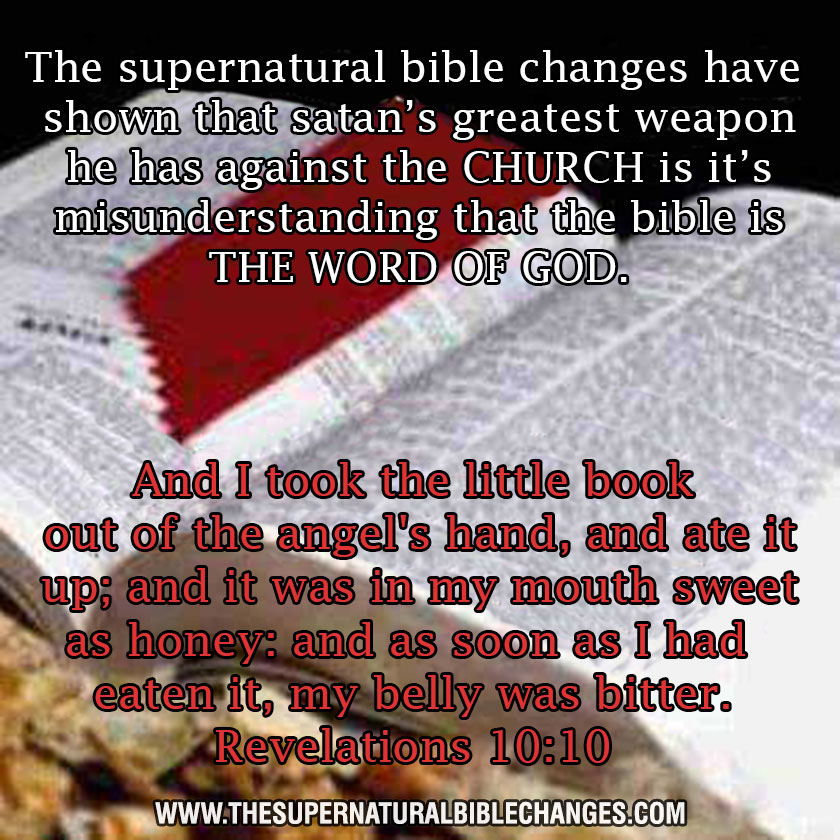 The supernatural bible changes have
shown that satan’s greatest weapon
he has against the CHURCH is it’s
misunderstanding that the bible is
THE WORD OF GOD.
And I took the little book
out of the angel's hand, and ate it
up; and it was in my mouth sweet
as honey: and as soon as I had
eaten it, my belly was bitter.
Revelations 10:10
WWW.THESUPERNATURALBIBLECHANGES.COM